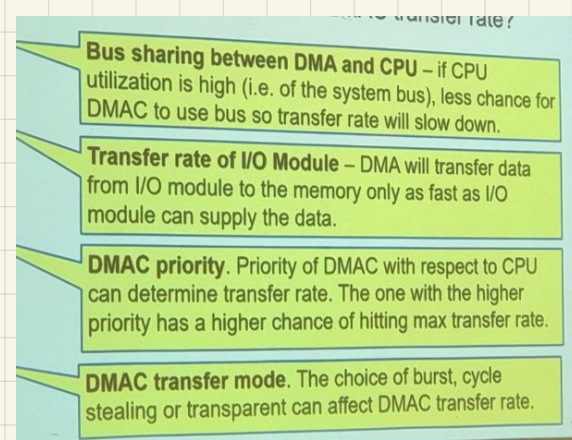 transfer rate?
Bus sharing between DMA and CPU – if CPU
utilization is high (i.e. of the system bus), less chance for
DMAC to use bus so transfer rate will slow down.
Transfer rate of I/O Module – DMA will transfer data
from I/O module to the memory only as fast as I/O
module can supply the data.
DMAC priority. Priority of DMAC with respect to CPU
can determine transfer rate. The one with the higher
priority has a higher chance of hitting max transfer rate.
DMAC transfer mode. The choice of burst, cycle
stealing or transparent can affect DMAC transfer rate.